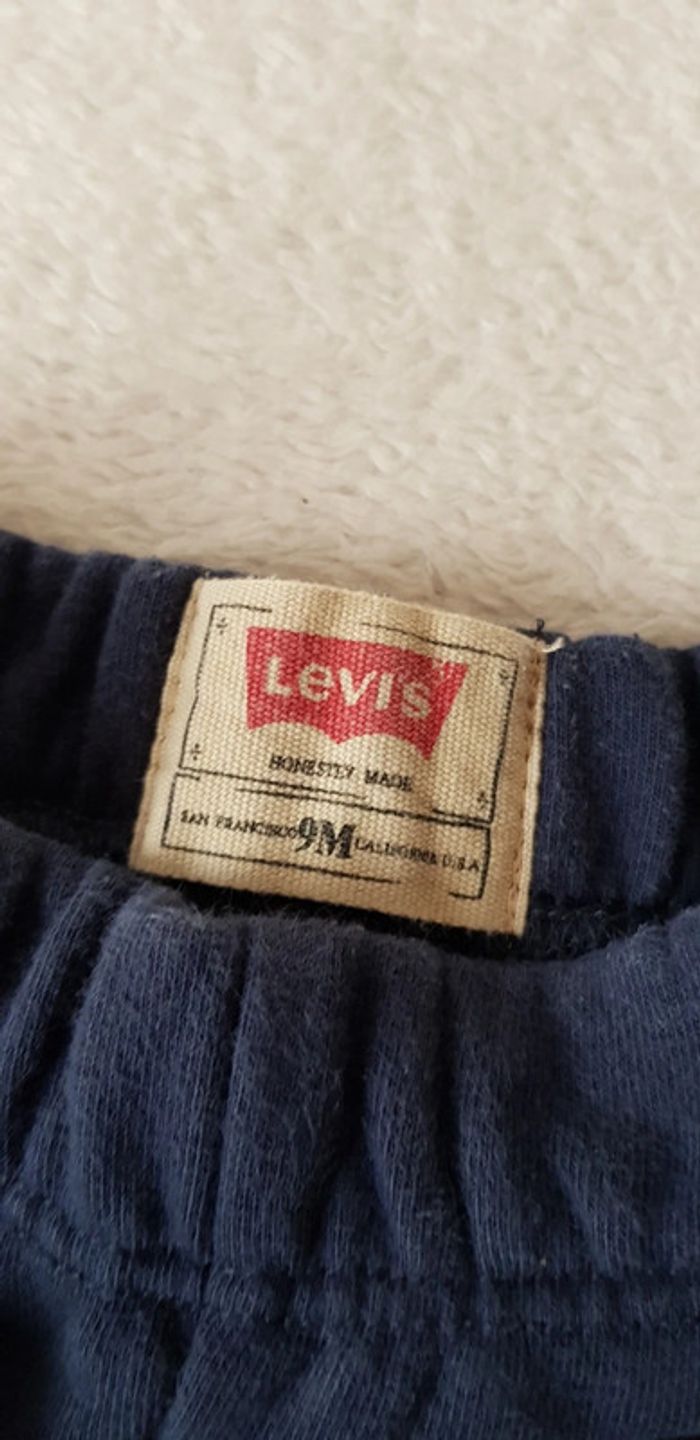 Levi's
HONESTLY MADE
SAN FRANCISCO 9M CALIFORNIA U.S.A